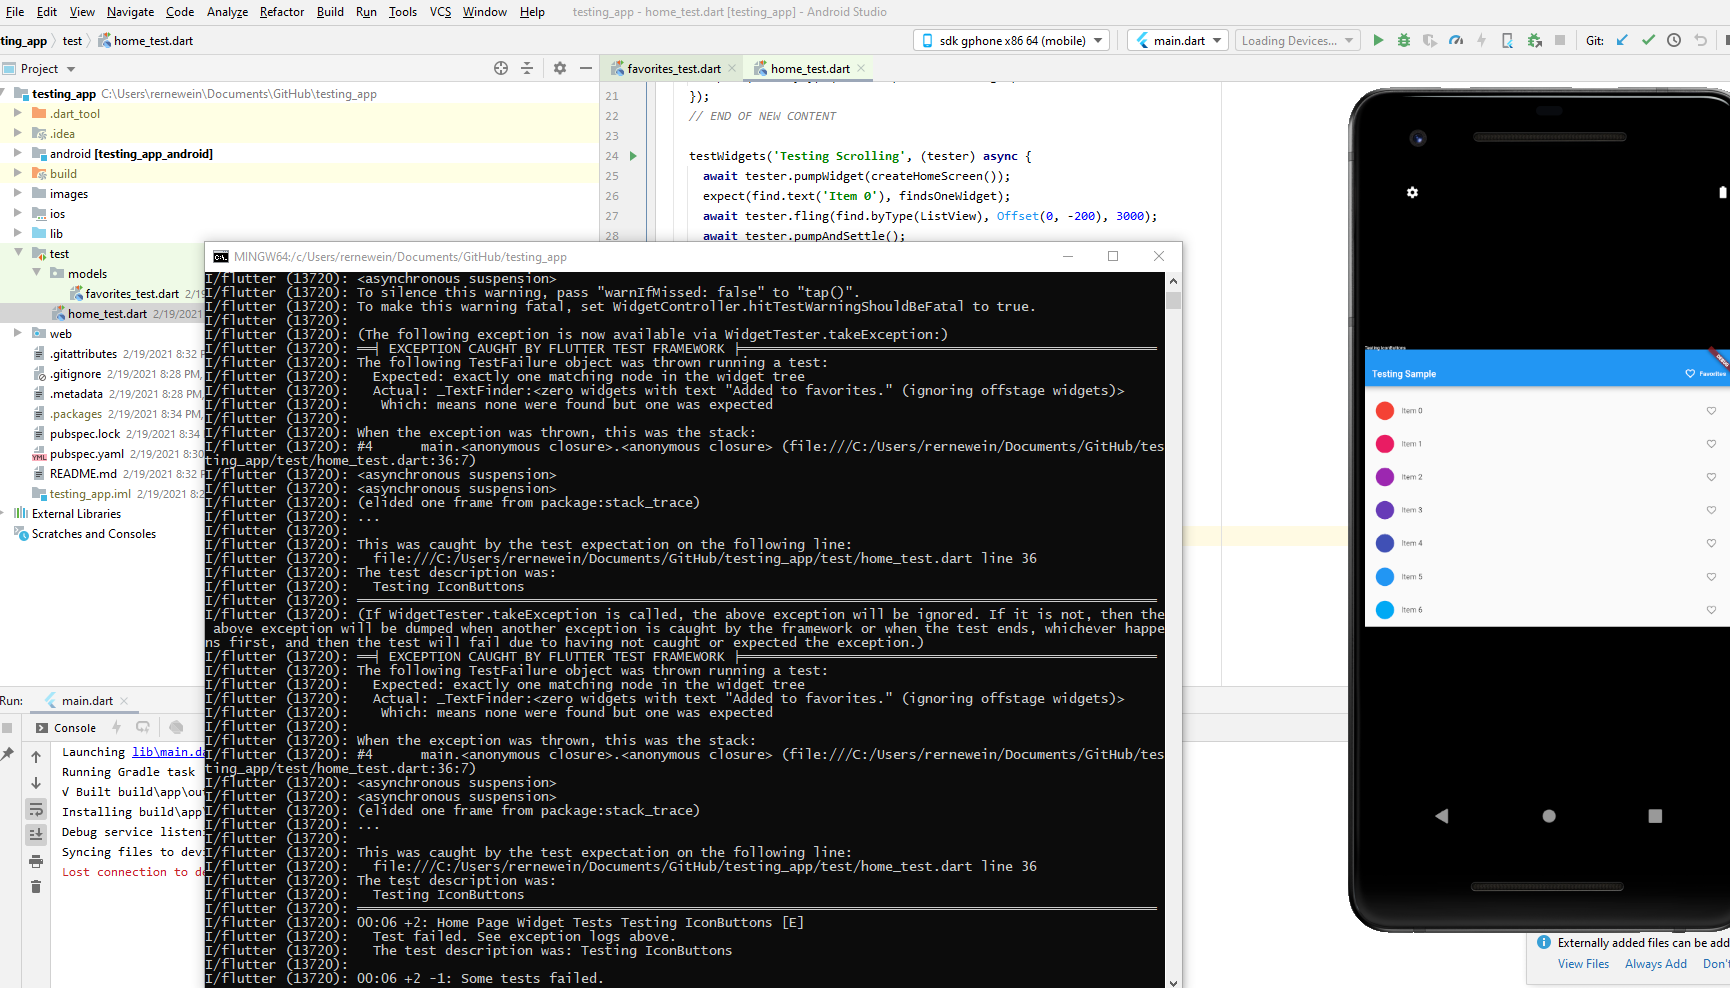 File Edit View Navigate Code Analyze Refactor Build Run Tools VCS Window Help testing_app - home_test.dart [testing_app] - Android Studio
ting_app test home_test.dart sdk gphone x86 64 (mobile) main.dart Loading Devices... Git:
Project favorites_test.dart home_test.dart
testing_app C:\Users\rernewein\Documents\GitHub\testing_app
.dart_tool
.idea
android [testing_app_android]
build
images
ios
lib
test
models
favorites_test.dart 2/19
home_test.dart 2/19/2021
web
.gitattributes 2/19/2021 8:32 P
.gitignore 2/19/2021 8:28 PM,
.metadata 2/19/2021 8:28 PM,
.packages 2/19/2021 8:34 PM,
pubspec.lock 2/19/2021 8:34
pubspec.yaml 2/19/2021 8:30
README.md 2/19/2021 8:32 P
testing_app.iml 2/19/2021 8:2
External Libraries
Scratches and Consoles
21 });
22 // END OF NEW CONTENT
23
24 testWidgets('Testing Scrolling', (tester) async {
25 await tester.pumpWidget(createHomeScreen());
26 expect(find.text('Item 0'), findsOneWidget);
27 await tester.fling(find.byType(ListView), Offset(0, -200), 3000);
28 await tester.pumpAndSettle();
MINGW64:/c/Users/rernewein/Documents/GitHub/testing_app
I/flutter (13720): <asynchronous suspension>
I/flutter (13720): To silence this warning, pass "warnIfMissed: false" to "tap()".
I/flutter (13720): To make this warning fatal, set WidgetController.hitTestWarningShouldBeFatal to true.
I/flutter (13720):
I/flutter (13720): (The following exception is now available via WidgetTester.takeException:)
I/flutter (13720): ══╡ EXCEPTION CAUGHT BY FLUTTER TEST FRAMEWORK ╞════════════════════════════════════════════════════
I/flutter (13720): The following TestFailure object was thrown running a test:
I/flutter (13720):   Expected: exactly one matching node in the widget tree
I/flutter (13720):   Actual: _TextFinder:<zero widgets with text "Added to favorites." (ignoring offstage widgets)>
I/flutter (13720):    Which: means none were found but one was expected
I/flutter (13720):
I/flutter (13720): When the exception was thrown, this was the stack:
I/flutter (13720): #4      main.<anonymous closure>.<anonymous closure> (file:///C:/Users/rernewein/Documents/GitHub/tes
ting_app/test/home_test.dart:36:7)
I/flutter (13720): <asynchronous suspension>
I/flutter (13720): <asynchronous suspension>
I/flutter (13720): (elided one frame from package:stack_trace)
I/flutter (13720): ...
I/flutter (13720):
I/flutter (13720): This was caught by the test expectation on the following line:
I/flutter (13720):   file:///C:/Users/rernewein/Documents/GitHub/testing_app/test/home_test.dart line 36
I/flutter (13720): The test description was:
I/flutter (13720):   Testing IconButtons
I/flutter (13720): ════════════════════════════════════════════════════════════════════════════════════════════════════
I/flutter (13720): (If WidgetTester.takeException is called, the above exception will be ignored. If it is not, then the
 above exception will be dumped when another exception is caught by the framework or when the test ends, whichever happe
ns first, and then the test will fail due to having not caught or expected the exception.)
I/flutter (13720): ══╡ EXCEPTION CAUGHT BY FLUTTER TEST FRAMEWORK ╞════════════════════════════════════════════════════
I/flutter (13720): The following TestFailure object was thrown running a test:
I/flutter (13720):   Expected: exactly one matching node in the widget tree
I/flutter (13720):   Actual: _TextFinder:<zero widgets with text "Added to favorites." (ignoring offstage widgets)>
I/flutter (13720):    Which: means none were found but one was expected
I/flutter (13720):
I/flutter (13720): When the exception was thrown, this was the stack:
I/flutter (13720): #4      main.<anonymous closure>.<anonymous closure> (file:///C:/Users/rernewein/Documents/GitHub/tes
ting_app/test/home_test.dart:36:7)
I/flutter (13720): <asynchronous suspension>
I/flutter (13720): <asynchronous suspension>
I/flutter (13720): (elided one frame from package:stack_trace)
I/flutter (13720): ...
I/flutter (13720):
I/flutter (13720): This was caught by the test expectation on the following line:
I/flutter (13720):   file:///C:/Users/rernewein/Documents/GitHub/testing_app/test/home_test.dart line 36
I/flutter (13720): The test description was:
I/flutter (13720):   Testing IconButtons
I/flutter (13720): ════════════════════════════════════════════════════════════════════════════════════════════════════
I/flutter (13720): 00:06 +2: Home Page Widget Tests Testing IconButtons [E]
I/flutter (13720):   Test failed. See exception logs above.
I/flutter (13720):   The test description was: Testing IconButtons
I/flutter (13720):
I/flutter (13720): 00:06 +2 -1: Some tests failed.
Run: main.dart
Console
Launching lib\main.da
Running Gradle task
√ Built build\app\ou
Installing build\app
Debug service listen
Syncing files to dev
Lost connection to de
Testing IconButtons
Testing Sample Favorites
DEBUG
Item 0
Item 1
Item 2
Item 3
Item 4
Item 5
Item 6
Externally added files can be add
View Files Always Add Don't